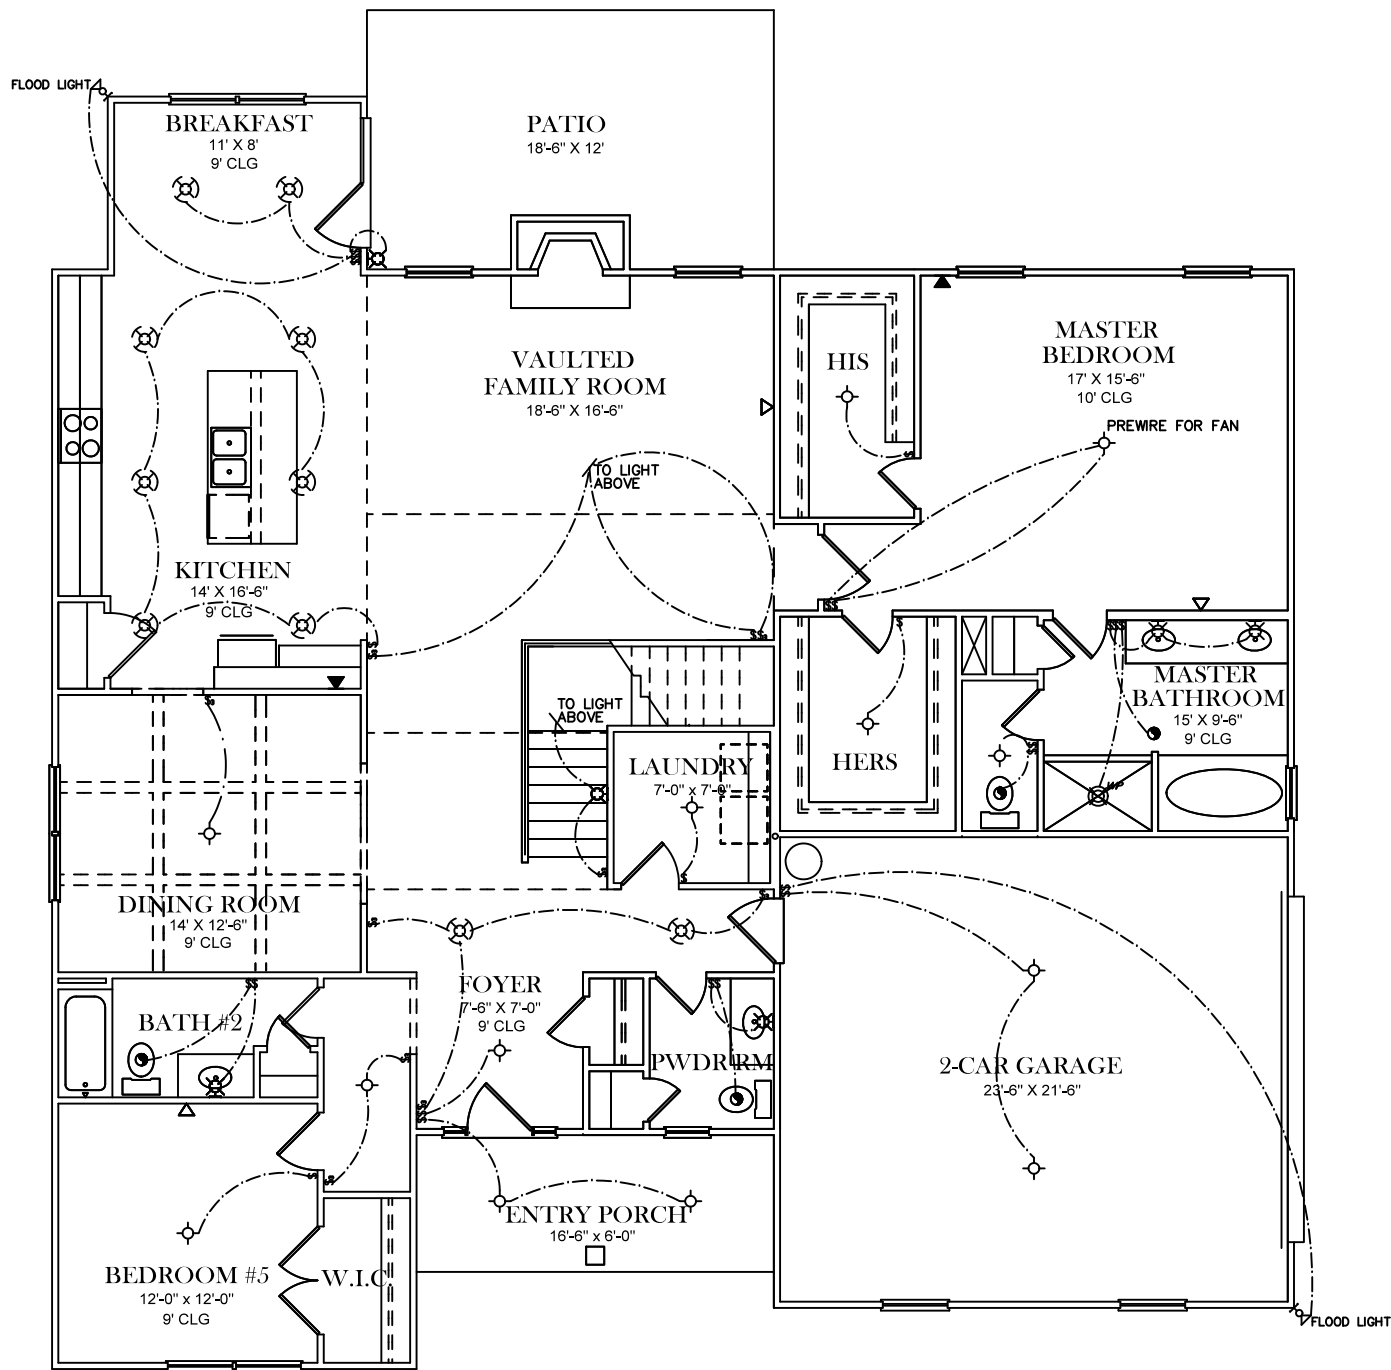 FLOOD LIGHT
BREAKFAST
11' X 8'
9' CLG
PATIO
18'-6" X 12'
VAULTED
FAMILY ROOM
18'-6" X 16'-6"
HIS
MASTER
BEDROOM
17' X 15'-6"
10' CLG
PREWIRE FOR FAN
TO LIGHT
ABOVE
KITCHEN
14' X 16'-6"
9' CLG
TO LIGHT
ABOVE
LAUNDRY
7'-0" x 7'-0"
HERS
MASTER
BATHROOM
15' X 9'-6"
9' CLG
WP
DINING ROOM
14' X 12'-6"
9' CLG
FOYER
7'-6" X 7'-0"
9' CLG
BATH #2
PWDR RM
2-CAR GARAGE
23'-6" X 21'-6"
ENTRY PORCH
16'-6" x 6'-0"
BEDROOM #5
12'-0" x 12'-0"
9' CLG
W.I.C.
FLOOD LIGHT